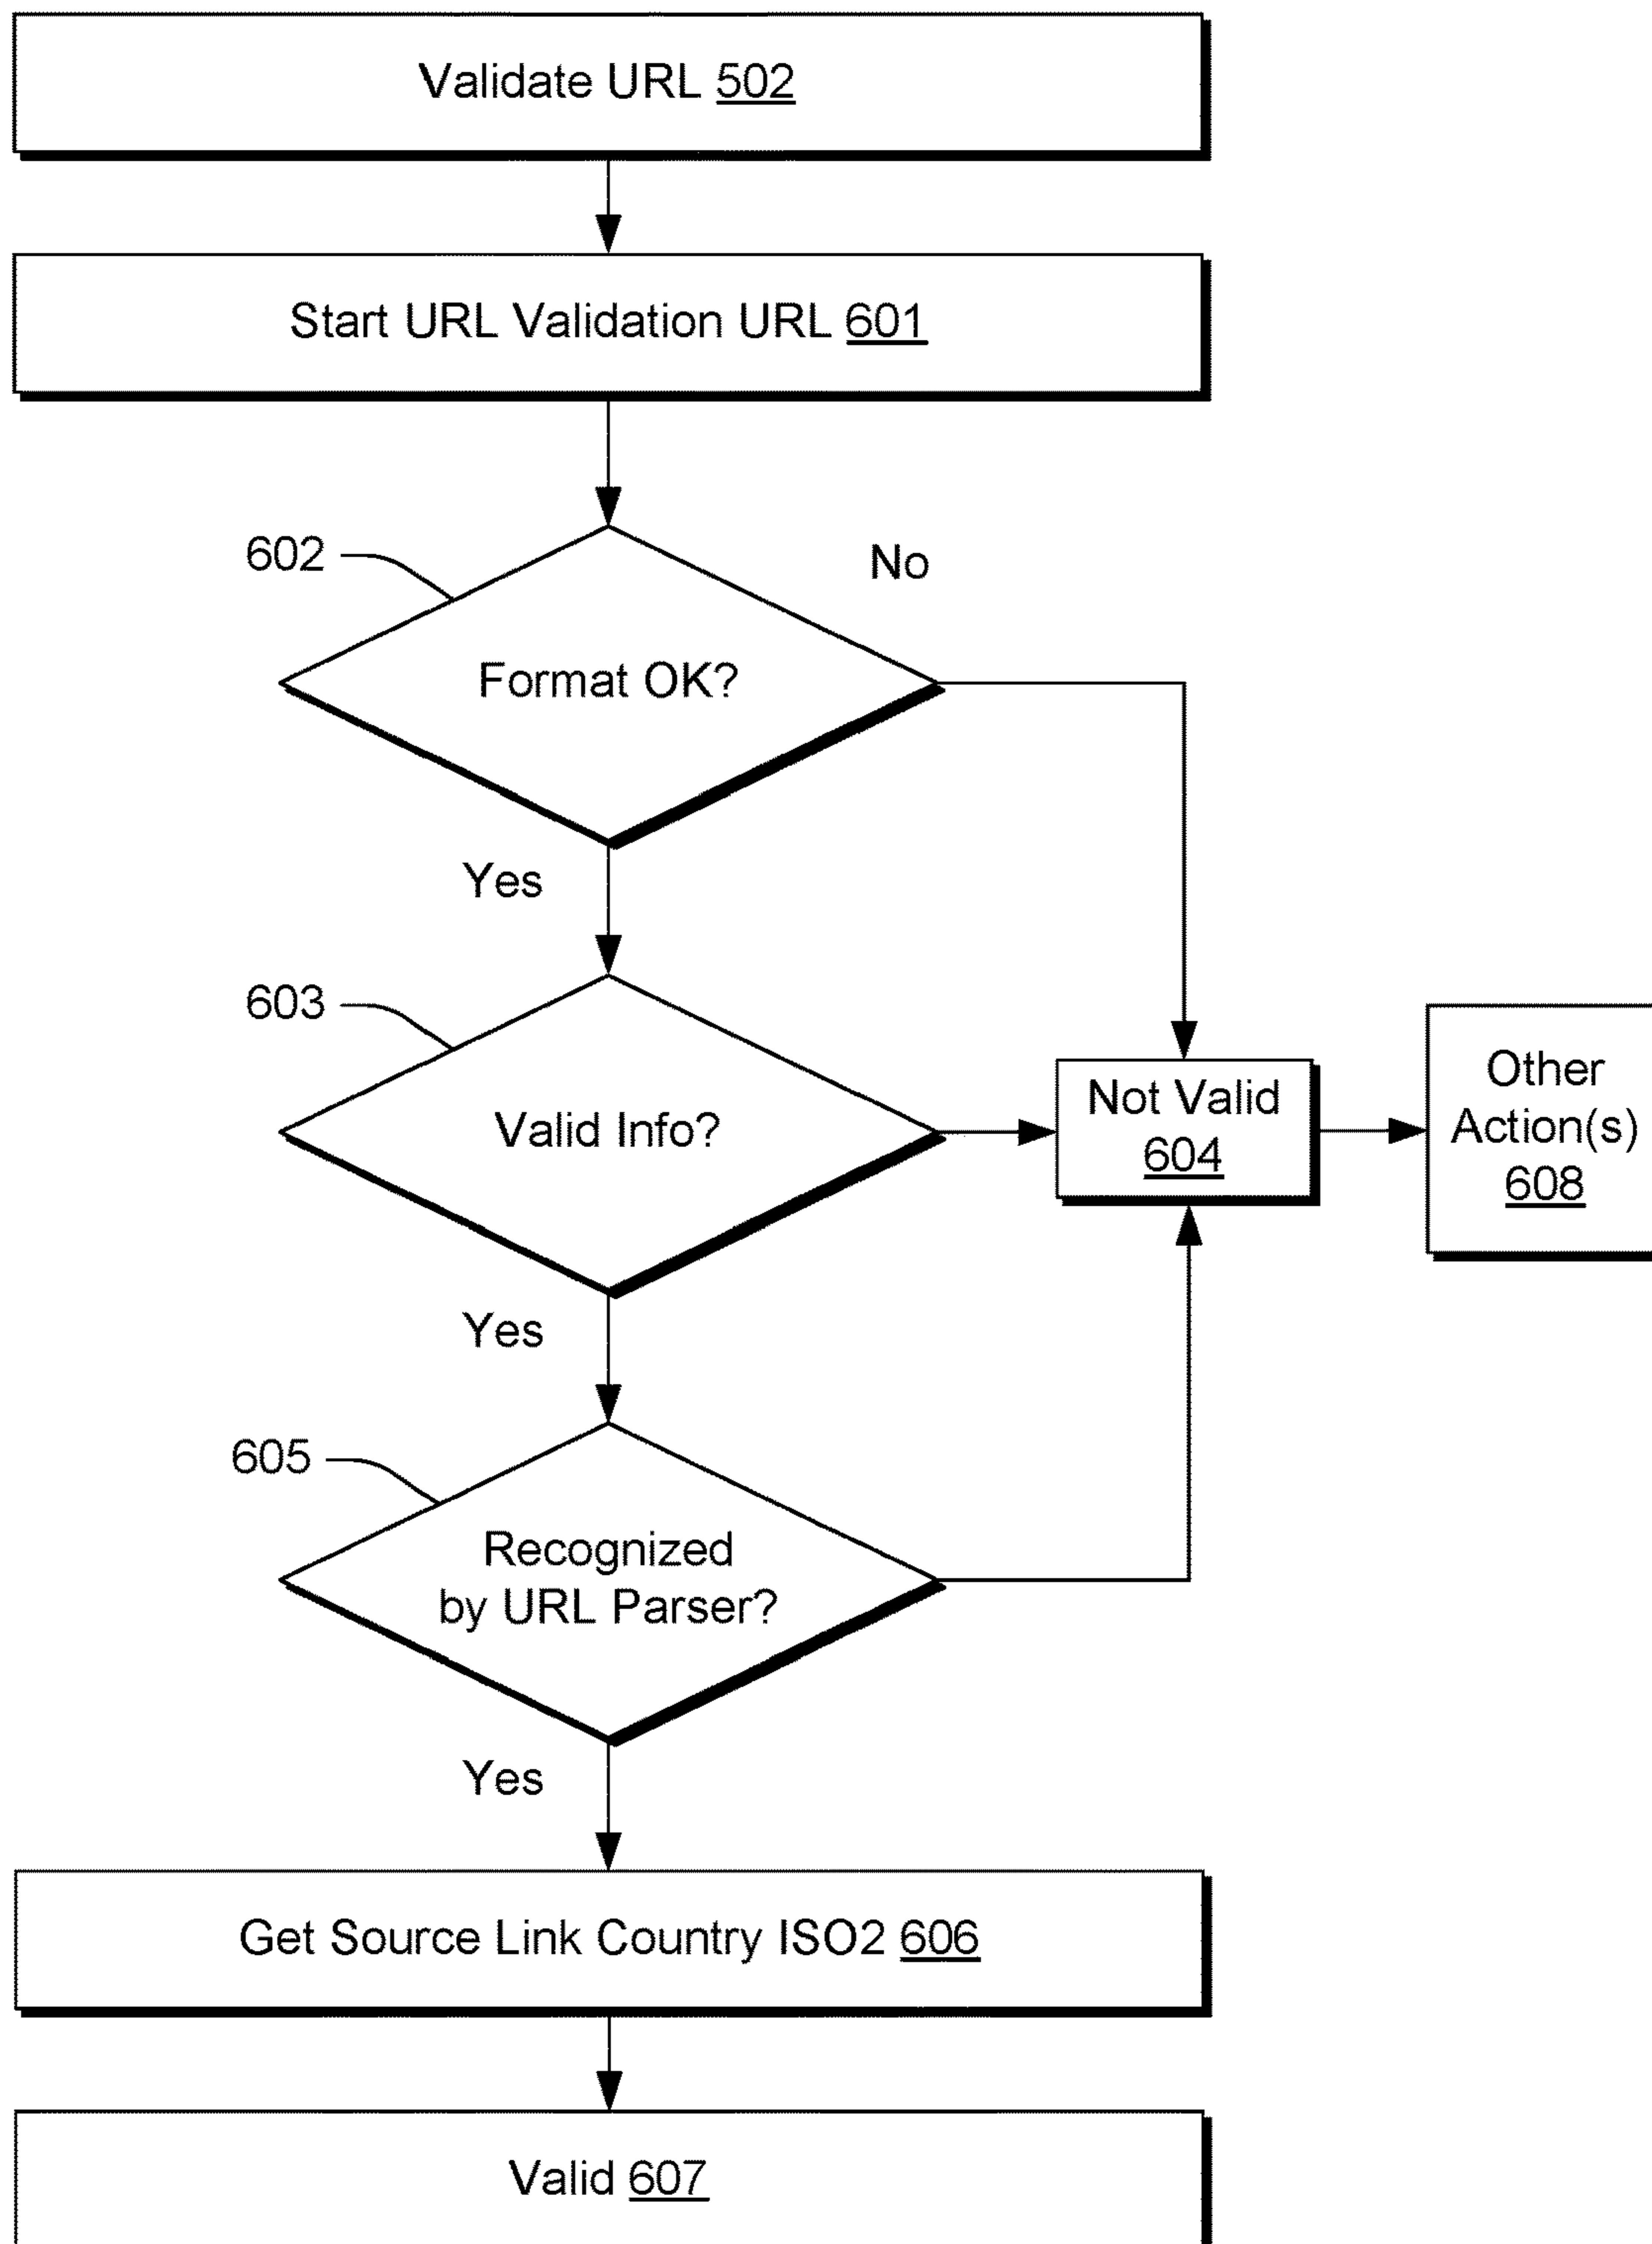 Validate URL 502
Start URL Validation URL 601
602
No
Format OK?
Yes
603
Valid Info?
Not Valid
604
Other
Action(s)
608
Yes
605
Recognized
by URL Parser?
Yes
Get Source Link Country ISO2 606
Valid 607